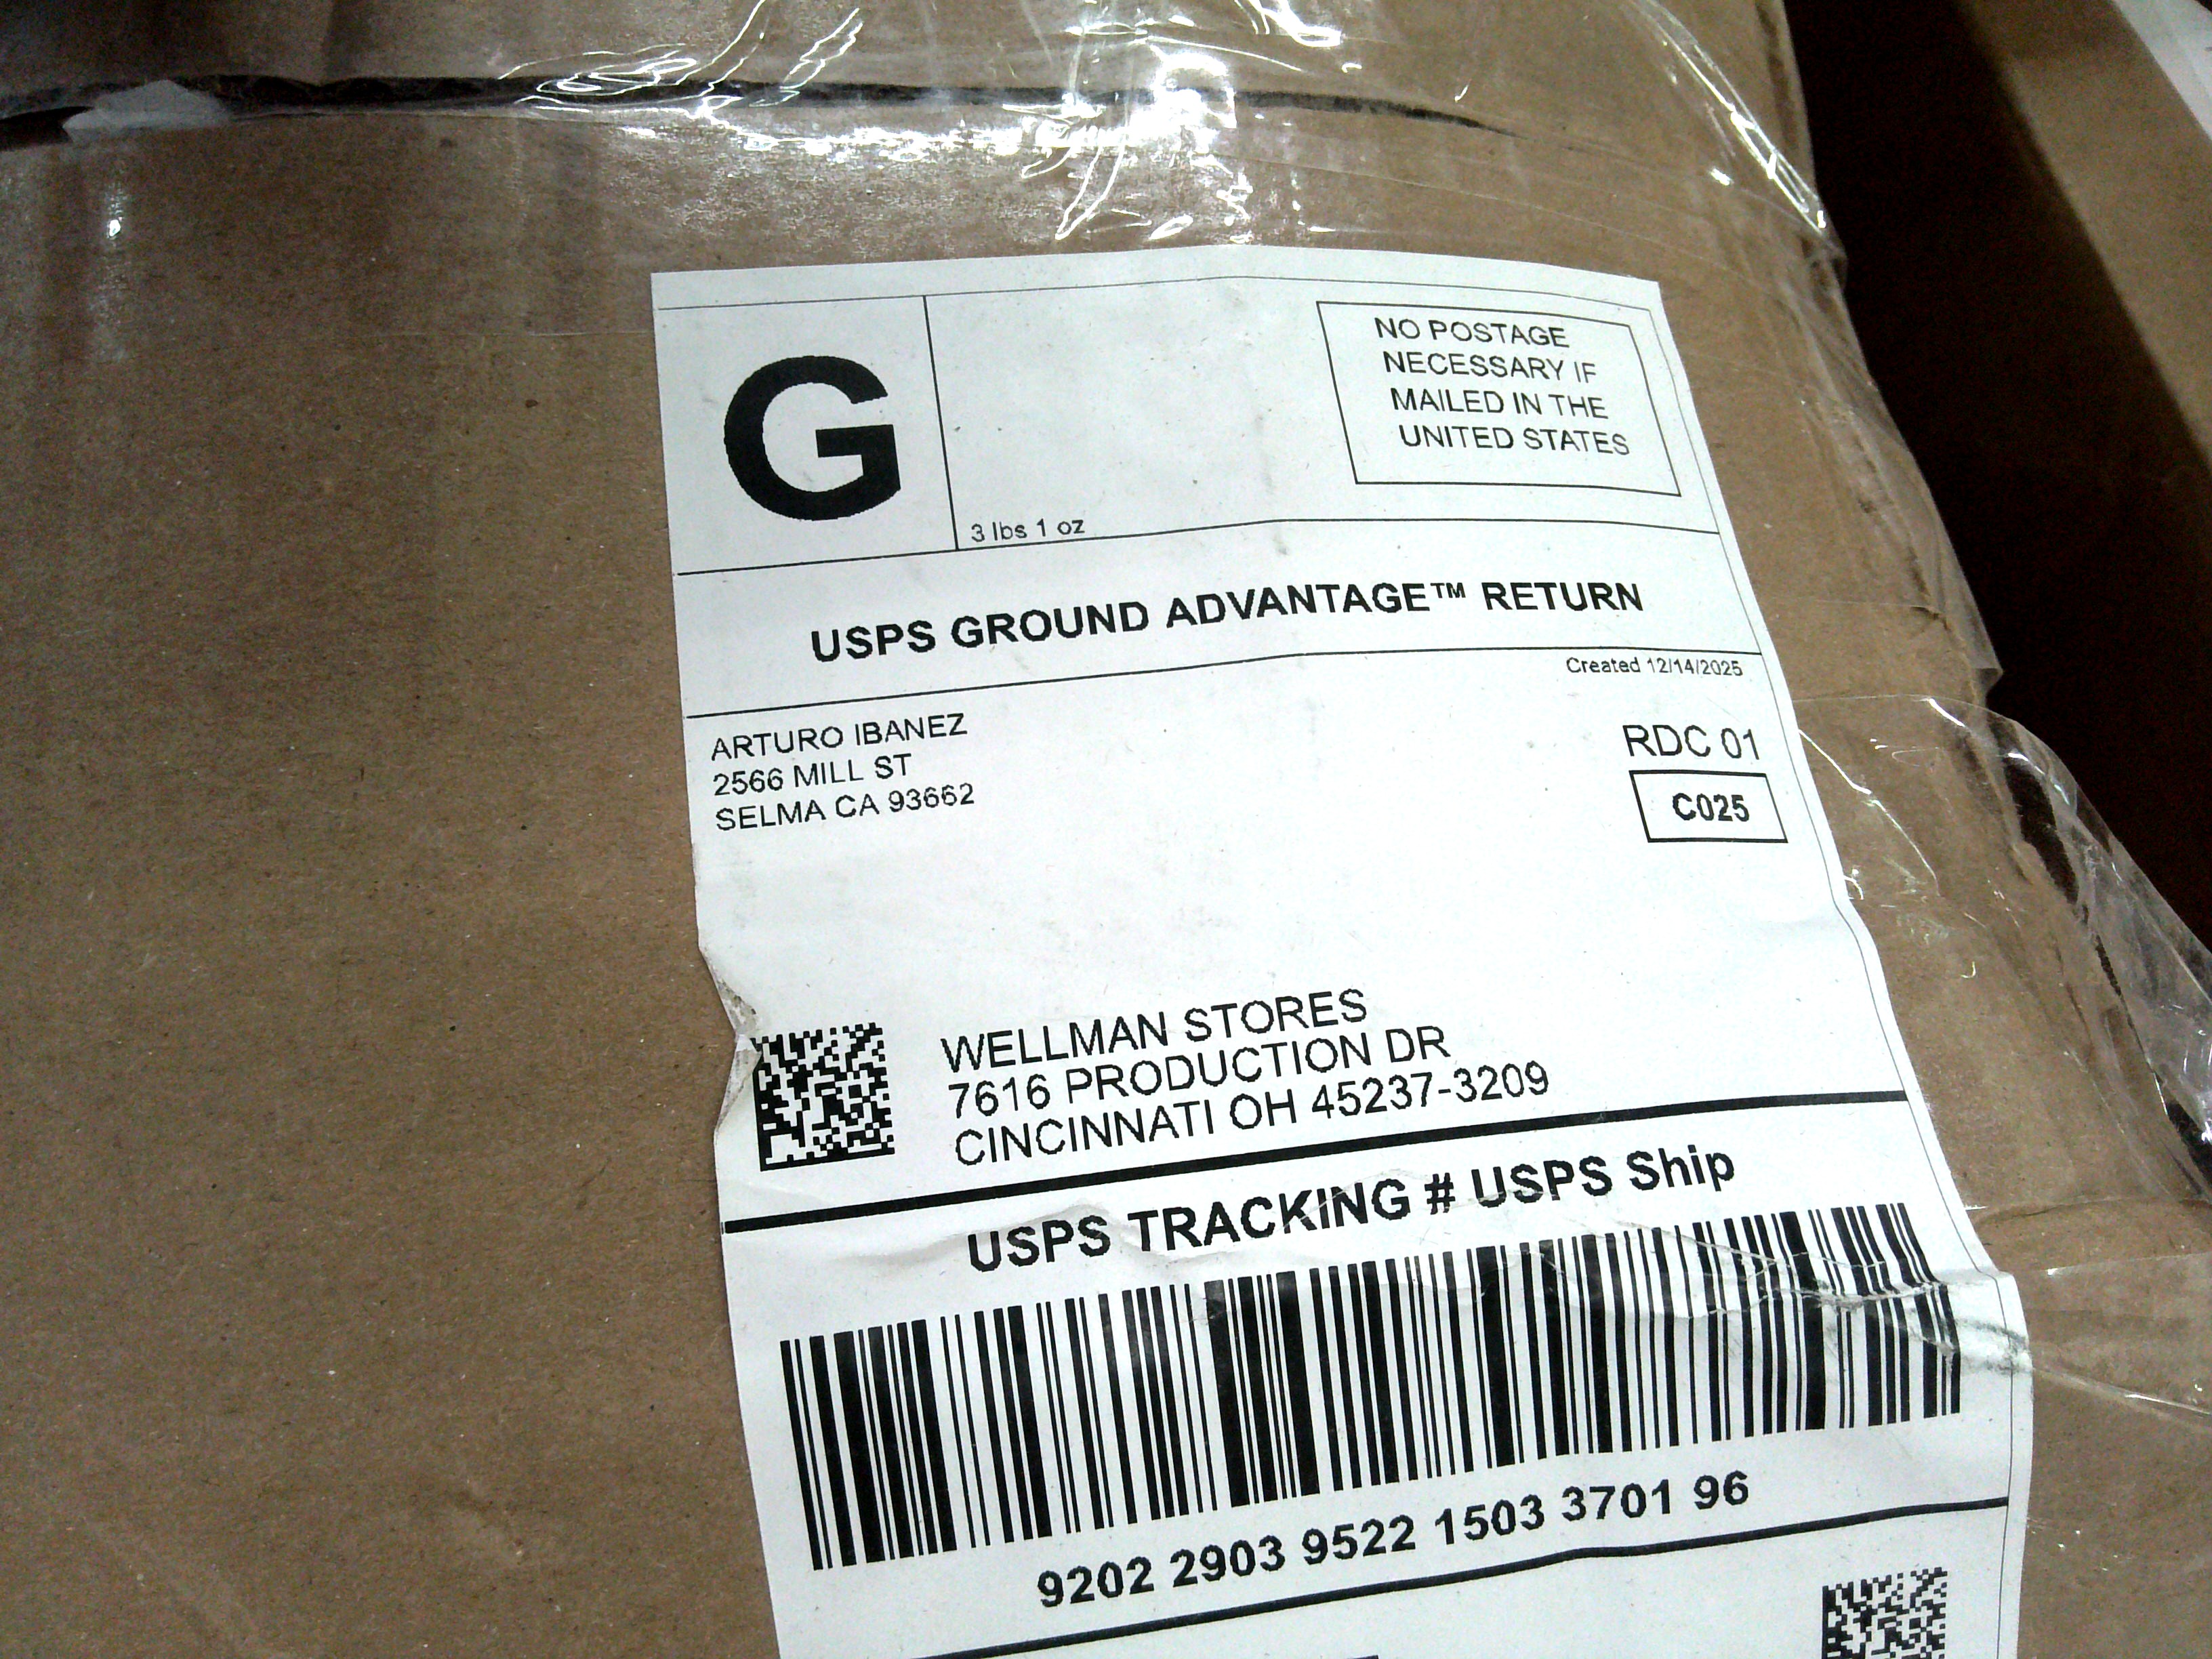 G
NO POSTAGE
NECESSARY IF
MAILED IN THE
UNITED STATES
3 lbs 1 oz
USPS GROUND ADVANTAGE™ RETURN
Created 12/14/2025
ARTURO IBANEZ
2566 MILL ST
SELMA CA 93662
RDC 01
C025
WELLMAN STORES
7616 PRODUCTION DR
CINCINNATI OH 45237-3209
USPS TRACKING # USPS Ship
9202 2903 9522 1503 3701 96